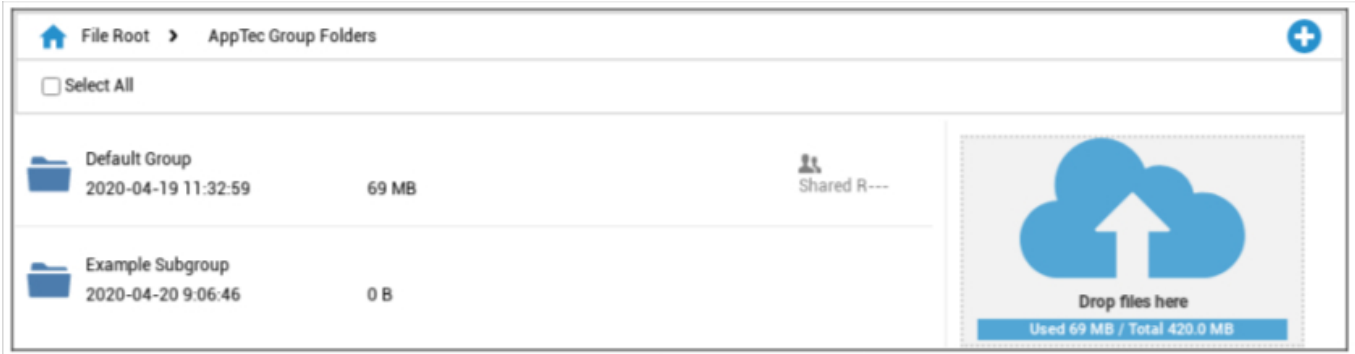 File Root > AppTec Group Folders
Select All
Default Group
2020-04-19 11:32:59 69 MB
Shared R---
Example Subgroup
2020-04-20 9:06:46 0 B
Drop files here
Used 69 MB / Total 420.0 MB